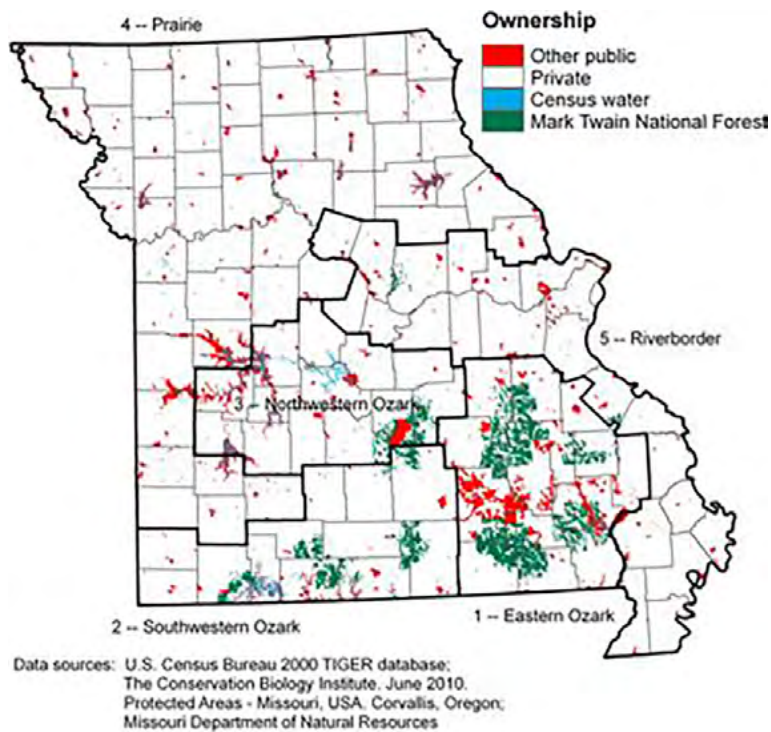 4 -- Prairie
Ownership
Other public
Private
Census water
Mark Twain National Forest
5 -- Riverborder
3 -- Northwestern Ozark
2 -- Southwestern Ozark
1 -- Eastern Ozark
Data sources: U.S. Census Bureau 2000 TIGER database;
The Conservation Biology Institute. June 2010.
Protected Areas - Missouri, USA. Corvallis, Oregon;
Missouri Department of Natural Resources